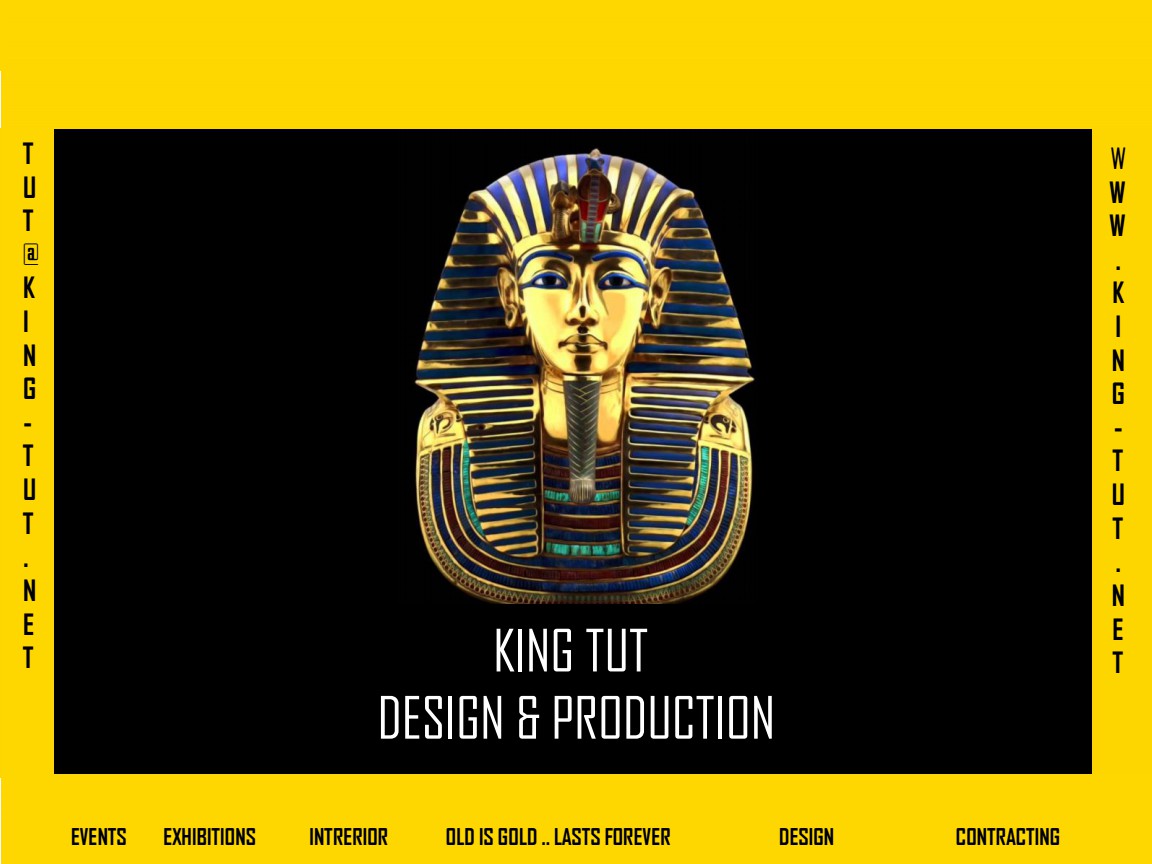 TUT@KING-TUT.NET
WWW.KING-TUT.NET
KING TUT
DESIGN & PRODUCTION
EVENTS EXHIBITIONS INTRERIOR OLD IS GOLD .. LASTS FOREVER DESIGN CONTRACTING